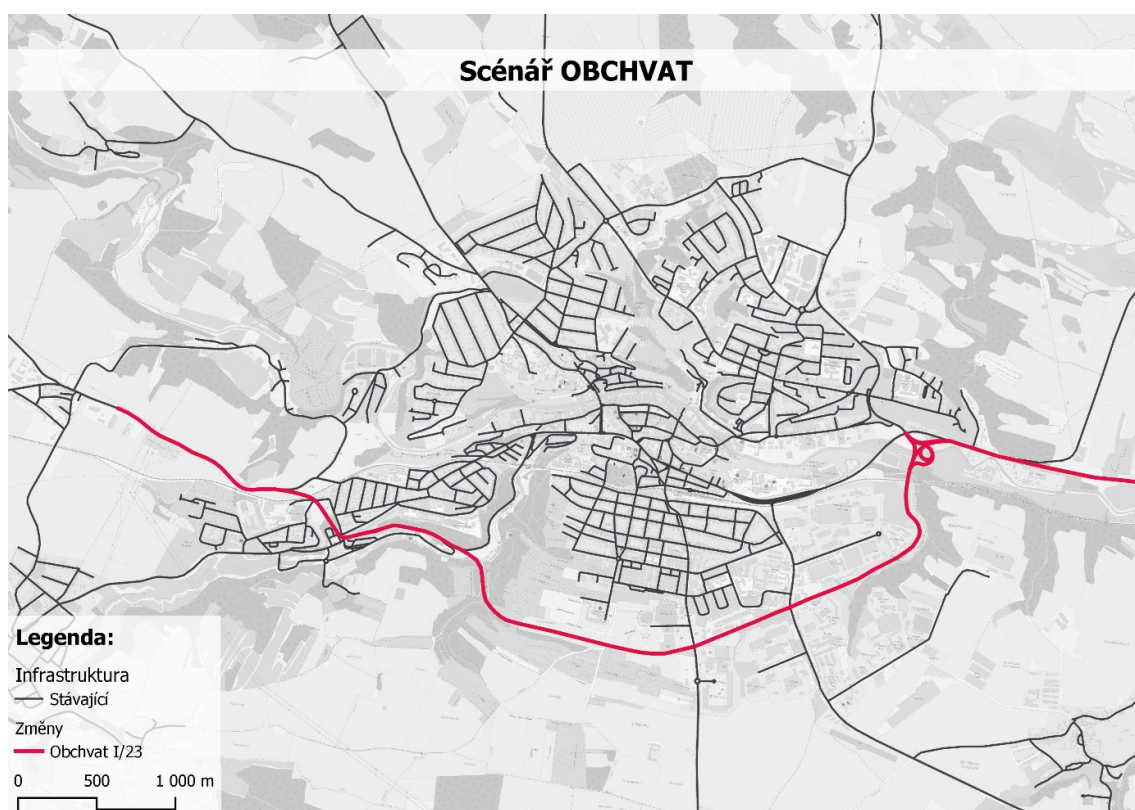 Scénář OBCHVAT
Legenda:
Infrastruktura
Stávající
Změny
Obchvat I/23
0 500 1 000 m